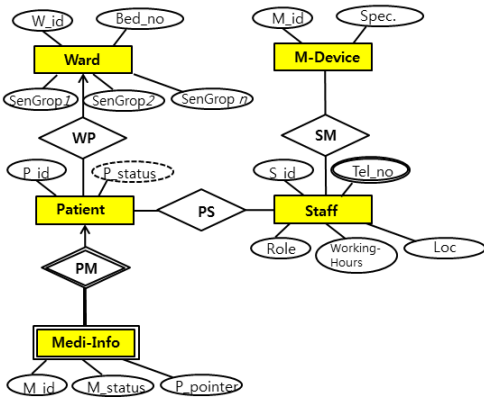 W_id
Bed_no
M_id
Spec.
Ward
M-Device
SenGrop1
SenGrop2
SenGrop n
WP
SM
P_id
P_status
S_id
Tel_no
Patient
PS
Staff
Role
Working-
Hours
Loc
PM
Medi-Info
M_id
M_status
P_pointer